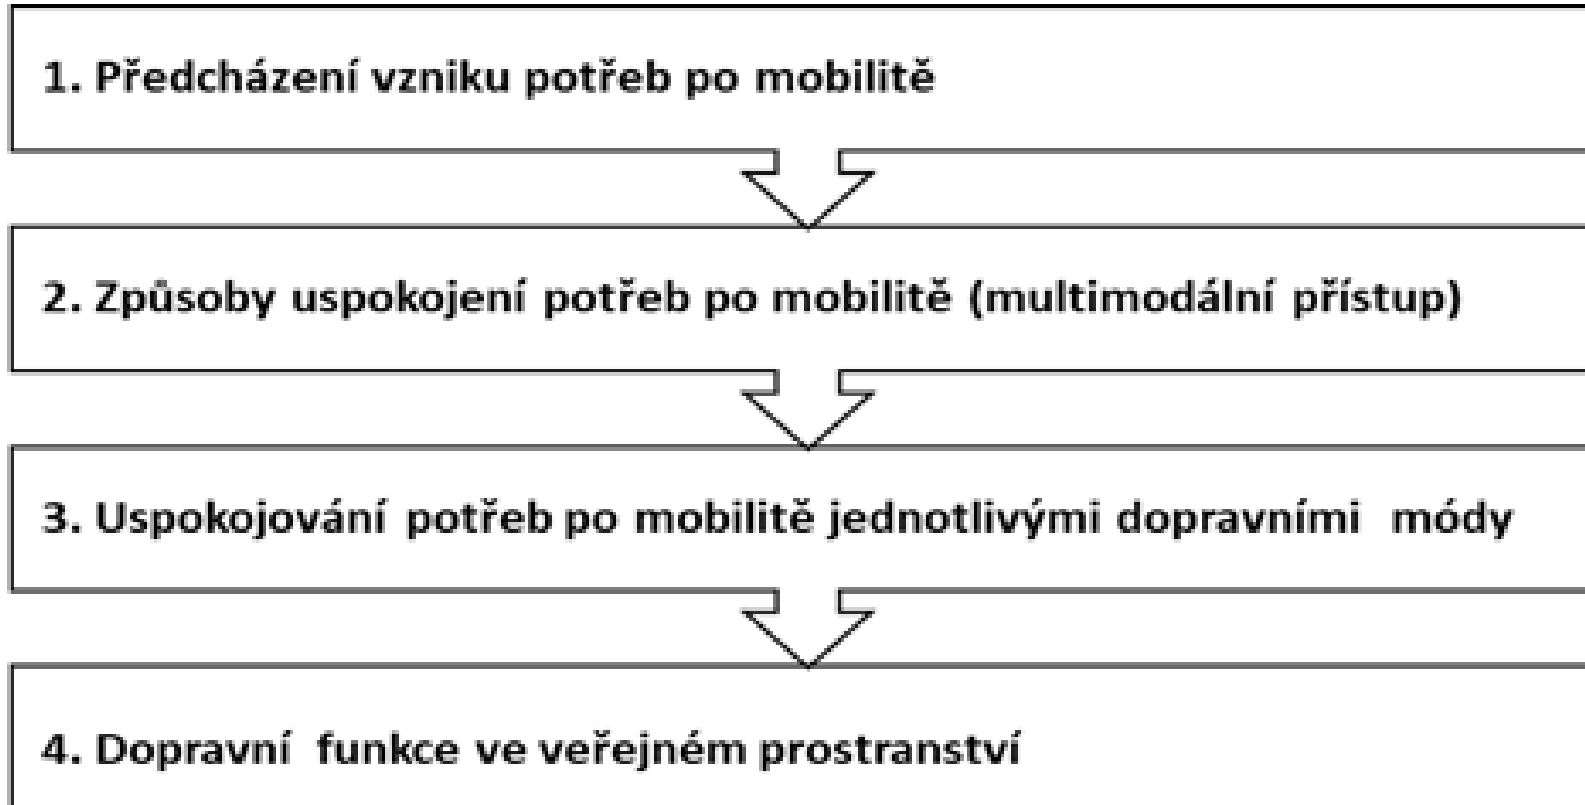 1. Předcházení vzniku potřeb po mobilitě
2. Způsoby uspokojení potřeb po mobilitě (multimodální přístup)
3. Uspokojování potřeb po mobilitě jednotlivými dopravními módy
4. Dopravní funkce ve veřejném prostranství